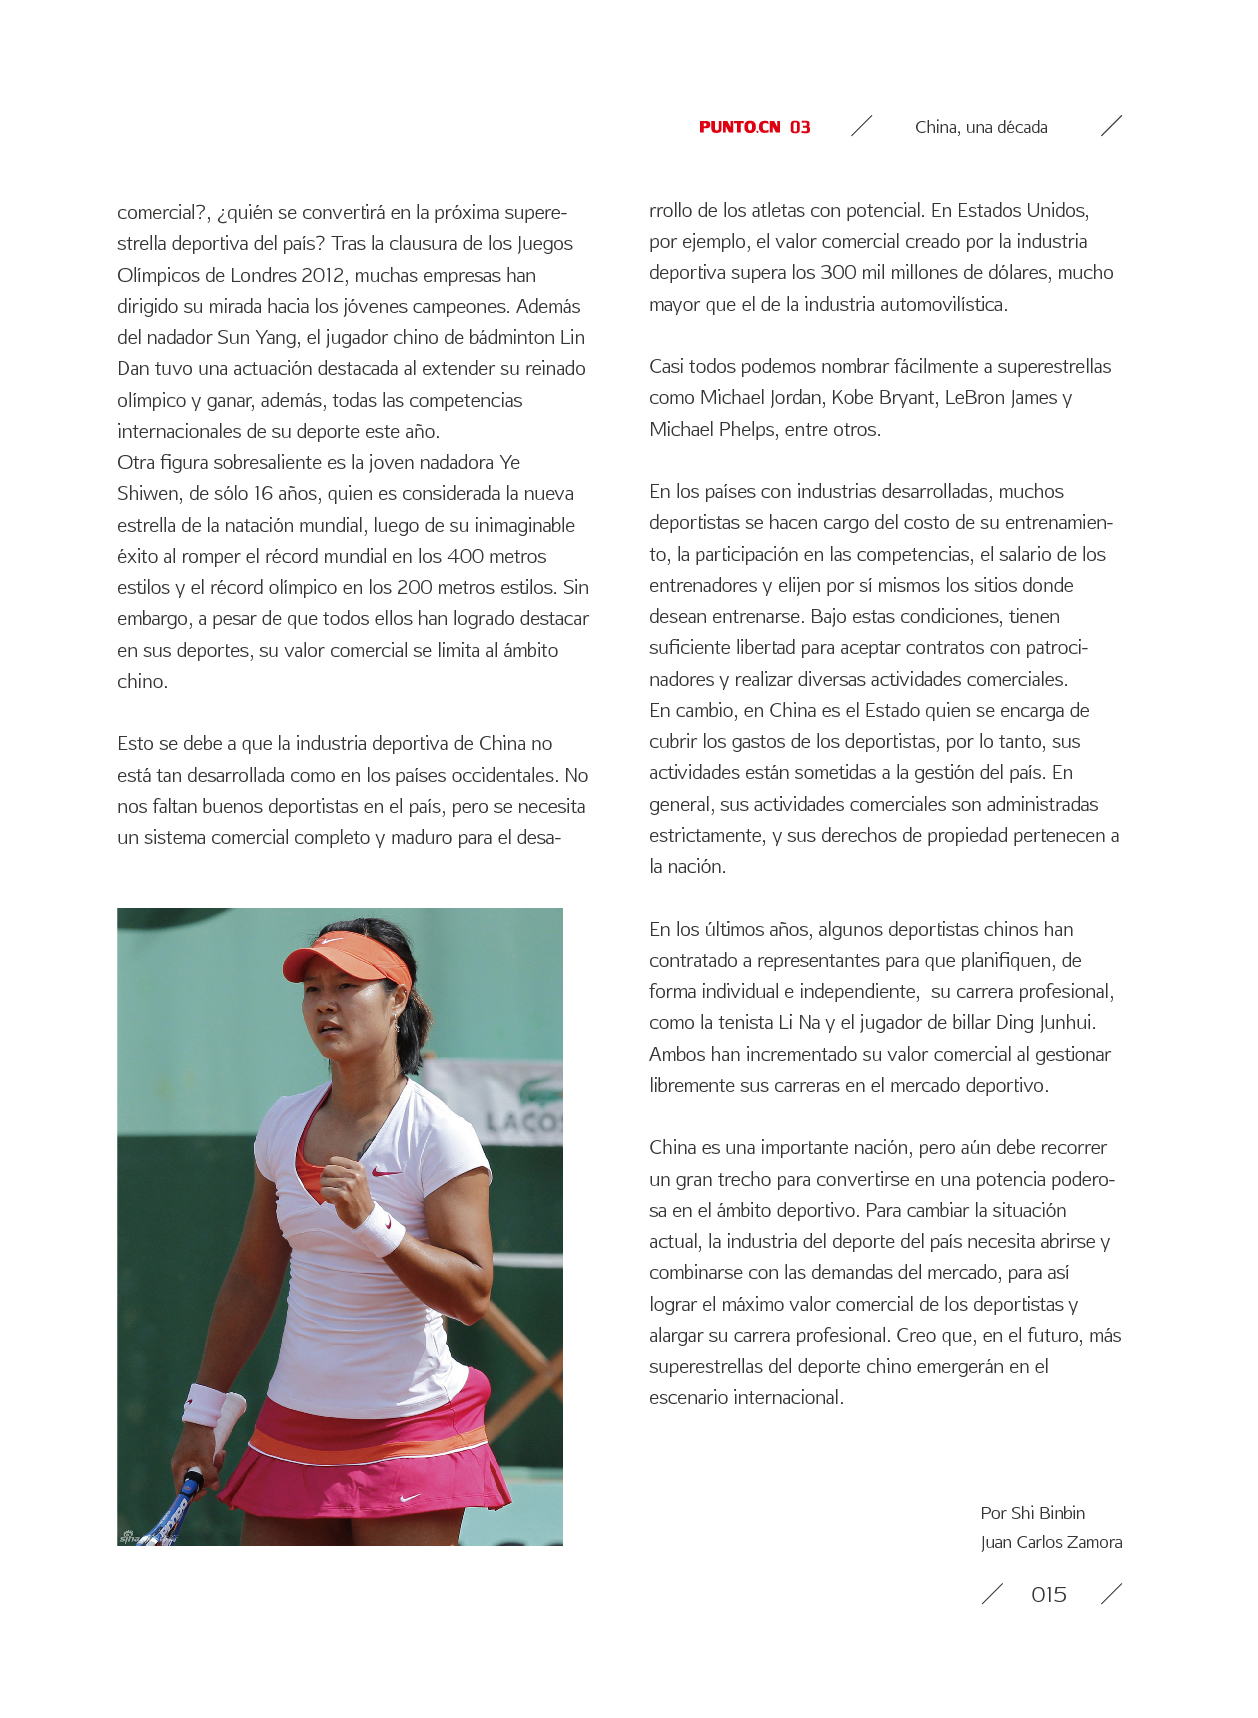 PUNTO.CN 03
China, una década
comercial?, ¿quién se convertirá en la próxima supere-
strella deportiva del país? Tras la clausura de los Juegos
Olímpicos de Londres 2012, muchas empresas han
dirigido su mirada hacia los jóvenes campeones. Además
del nadador Sun Yang, el jugador chino de bádminton Lin
Dan tuvo una actuación destacada al extender su reinado
olímpico y ganar, además, todas las competencias
internacionales de su deporte este año.
Otra figura sobresaliente es la joven nadadora Ye
Shiwen, de sólo 16 años, quien es considerada la nueva
estrella de la natación mundial, luego de su inimaginable
éxito al romper el récord mundial en los 400 metros
estilos y el récord olímpico en los 200 metros estilos. Sin
embargo, a pesar de que todos ellos han logrado destacar
en sus deportes, su valor comercial se limita al ámbito
chino.
Esto se debe a que la industria deportiva de China no
está tan desarrollada como en los países occidentales. No
nos faltan buenos deportistas en el país, pero se necesita
un sistema comercial completo y maduro para el desa-
LACOS
rrollo de los atletas con potencial. En Estados Unidos,
por ejemplo, el valor comercial creado por la industria
deportiva supera los 300 mil millones de dólares, mucho
mayor que el de la industria automovilística.
Casi todos podemos nombrar fácilmente a superestrellas
como Michael Jordan, Kobe Bryant, LeBron James y
Michael Phelps, entre otros.
En los países con industrias desarrolladas, muchos
deportistas se hacen cargo del costo de su entrenamien-
to, la participación en las competencias, el salario de los
entrenadores y elijen por sí mismos los sitios donde
desean entrenarse. Bajo estas condiciones, tienen
suficiente libertad para aceptar contratos con patroci-
nadores y realizar diversas actividades comerciales.
En cambio, en China es el Estado quien se encarga de
cubrir los gastos de los deportistas, por lo tanto, sus
actividades están sometidas a la gestión del país. En
general, sus actividades comerciales son administradas
estrictamente, y sus derechos de propiedad pertenecen a
la nación.
En los últimos años, algunos deportistas chinos han
contratado a representantes para que planifiquen, de
forma individual e independiente,  su carrera profesional,
como la tenista Li Na y el jugador de billar Ding Junhui.
Ambos han incrementado su valor comercial al gestionar
libremente sus carreras en el mercado deportivo.
China es una importante nación, pero aún debe recorrer
un gran trecho para convertirse en una potencia podero-
sa en el ámbito deportivo. Para cambiar la situación
actual, la industria del deporte del país necesita abrirse y
combinarse con las demandas del mercado, para así
lograr el máximo valor comercial de los deportistas y
alargar su carrera profesional. Creo que, en el futuro, más
superestrellas del deporte chino emergerán en el
escenario internacional.
Por Shi Binbin
Juan Carlos Zamora
015